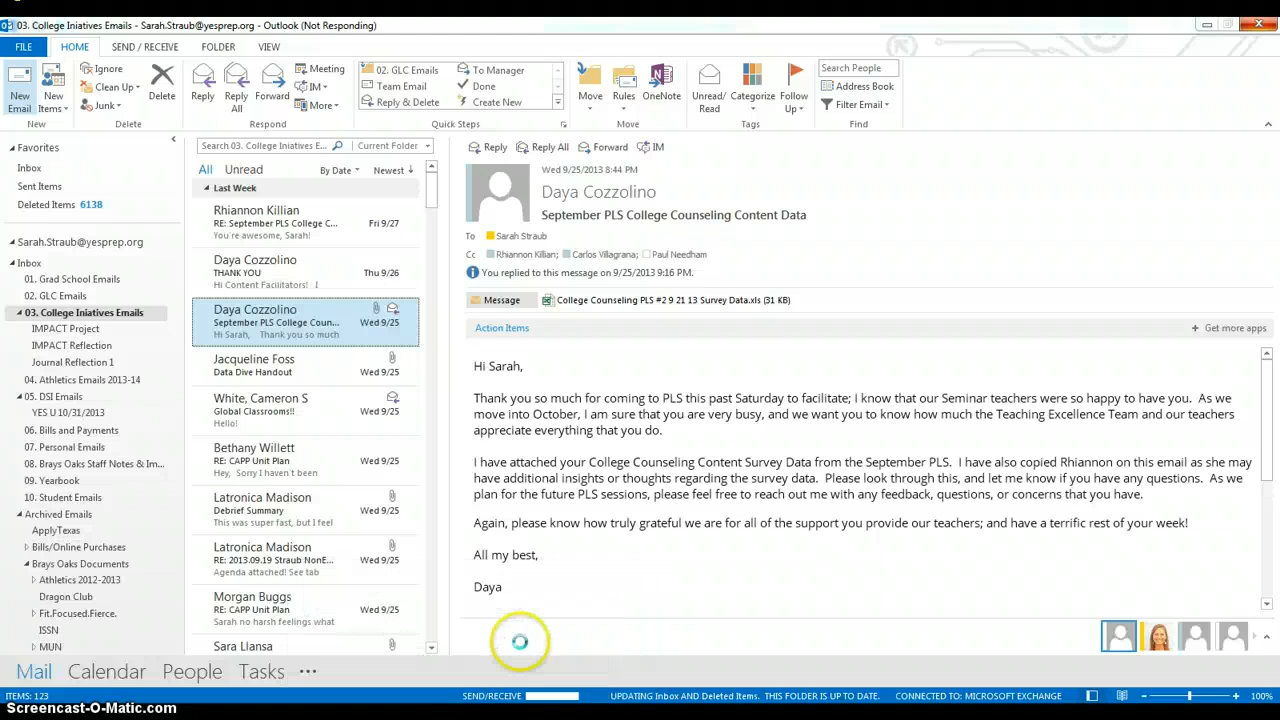 03. College Iniatives Emails - Sarah.Straub@yesprep.org - Outlook (Not Responding)
FILE HOME SEND / RECEIVE FOLDER VIEW
New Email
New Items
New
Ignore
Clean Up
Junk
Delete
Delete
Reply
Reply All
Forward
Meeting
IM
More
Respond
02. GLC Emails
Team Email
Reply & Delete
To Manager
Done
Create New
Quick Steps
Move
Rules
OneNote
Move
Unread/ Read
Categorize
Follow Up
Tags
Search People
Address Book
Filter Email
Find
Favorites
Inbox
Sent Items
Deleted Items 6138
Sarah.Straub@yesprep.org
Inbox
01. Grad School Emails
02. GLC Emails
03. College Iniatives Emails
IMPACT Project
IMPACT Reflection
Journal Reflection 1
04. Athletics Emails 2013-14
05. DSI Emails
YES U 10/31/2013
06. Bills and Payments
07. Personal Emails
08. Brays Oaks Staff Notes & Im...
09. Yearbook
10. Student Emails
Archived Emails
ApplyTexas
Bills/Online Purchases
Brays Oaks Documents
Athletics 2012-2013
Dragon Club
Fit.Focused.Fierce.
ISSN
MUN
Search 03. College Iniatives E... Current Folder
All Unread By Date Newest ↓
Last Week
Rhiannon Killian
RE: September PLS College C... Fri 9/27
You're awesome, Sarah!
Daya Cozzolino
THANK YOU Thu 9/26
Hi Content Facilitators!
Daya Cozzolino
September PLS College Coun... Wed 9/25
Hi Sarah, Thank you so much
Jacqueline Foss
Data Dive Handout Wed 9/25
White, Cameron S
Global Classrooms!! Wed 9/25
Hello!
Bethany Willett
RE: CAPP Unit Plan Wed 9/25
Hey, Sorry I haven't been
Latronica Madison
Debrief Summary Wed 9/25
This was super fast, but I feel
Latronica Madison
RE: 2013.09.19 Straub NonE... Wed 9/25
Agenda attached! See tab
Morgan Buggs
RE: CAPP Unit Plan Wed 9/25
Sarah no harsh feelings what
Sara Llansa
Reply Reply All Forward IM
Wed 9/25/2013 8:44 PM
Daya Cozzolino
September PLS College Counseling Content Data
To Sarah Straub
Cc Rhiannon Killian; Carlos Villagrana; Paul Needham
You replied to this message on 9/25/2013 9:16 PM.
Message College Counseling PLS #2 9 21 13 Survey Data.xls (31 KB)
Action Items + Get more apps
Hi Sarah,
Thank you so much for coming to PLS this past Saturday to facilitate; I know that our Seminar teachers were so happy to have you. As we
move into October, I am sure that you are very busy, and we want you to know how much the Teaching Excellence Team and our teachers
appreciate everything that you do.
I have attached your College Counseling Content Survey Data from the September PLS. I have also copied Rhiannon on this email as she may
have additional insights or thoughts regarding the survey data. Please look through this, and let me know if you have any questions. As we
plan for the future PLS sessions, please feel free to reach out me with any feedback, questions, or concerns that you have.
Again, please know how truly grateful we are for all of the support you provide our teachers; and have a terrific rest of your week!
All my best,
Daya
Mail Calendar People Tasks ···
ITEMS: 123 SEND/RECEIVE UPDATING Inbox AND Deleted Items. THIS FOLDER IS UP TO DATE. CONNECTED TO: MICROSOFT EXCHANGE 100%
Screencast-O-Matic.com